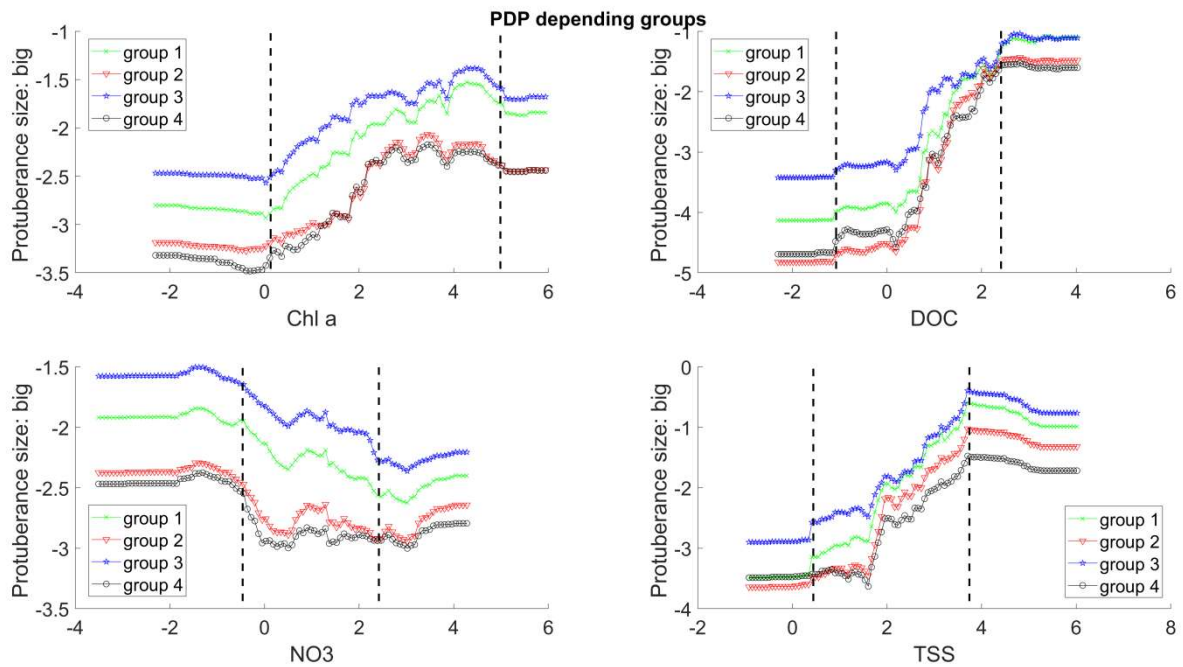 PDP depending groups
Protuberance size: big
-1
-1.5
-2
-2.5
-3
-3.5
group 1
group 2
group 3
group 4
-4
-2
0
2
4
6
Chl a
Protuberance size: big
-1
-2
-3
-4
-5
group 1
group 2
group 3
group 4
-4
-2
0
2
4
6
DOC
Protuberance size: big
-1.5
-2
-2.5
-3
-3.5
group 1
group 2
group 3
group 4
-4
-2
0
2
4
6
NO3
Protuberance size: big
0
-1
-2
-3
-4
group 1
group 2
group 3
group 4
-2
0
2
4
6
8
TSS